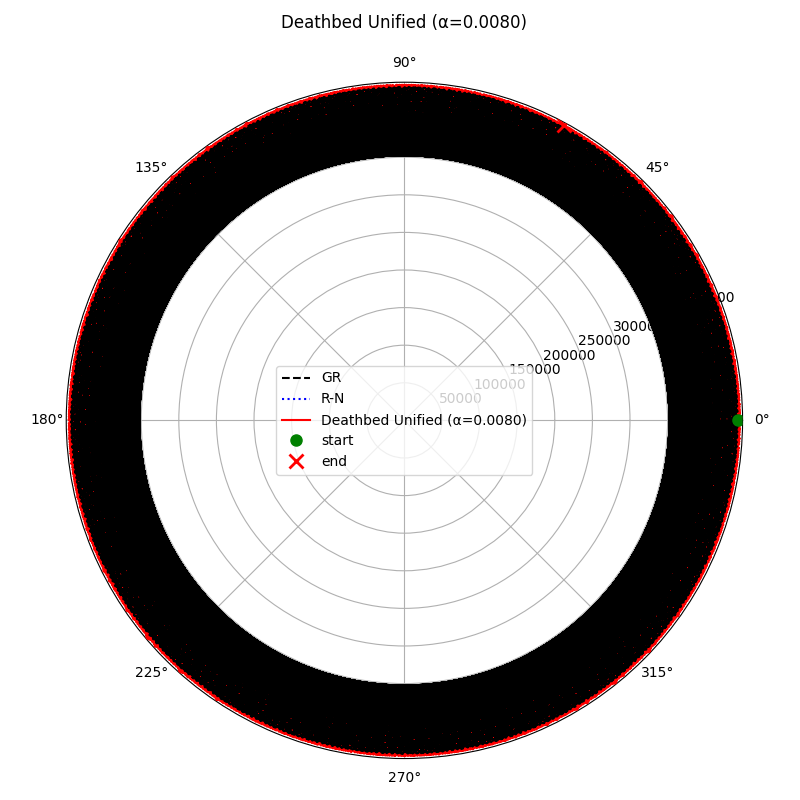 Deathbed Unified (α=0.0080)
90°
135°
45°
300000
250000
200000
150000
100000
50000
180°
0°
GR
R-N
Deathbed Unified (α=0.0080)
start
end
225°
315°
270°